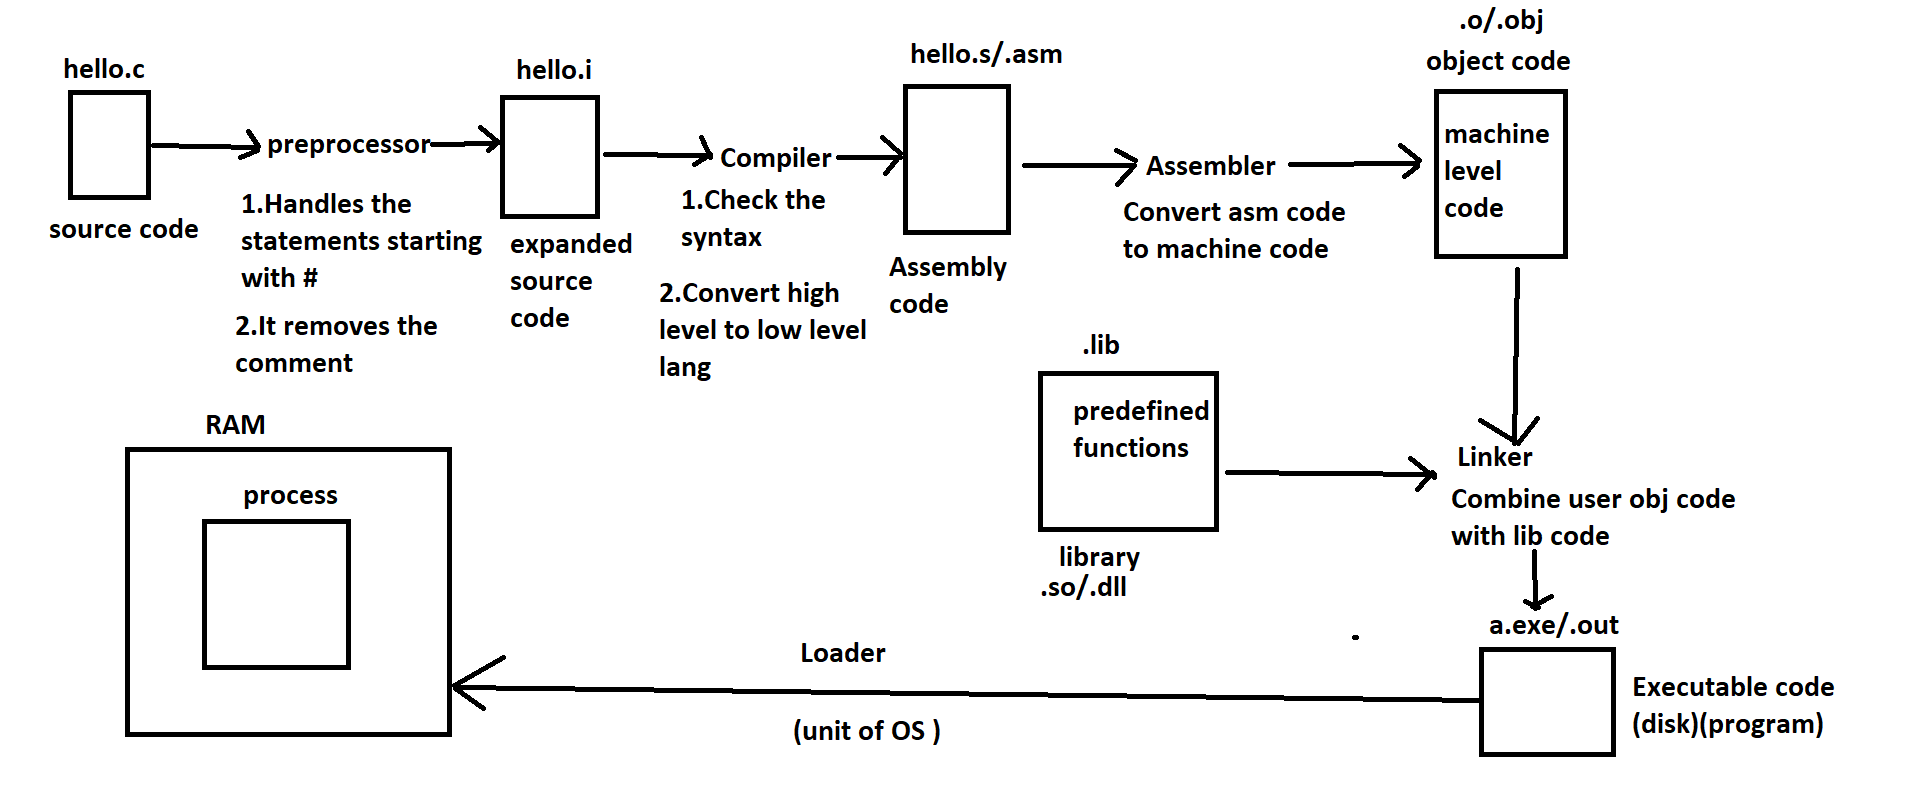 hello.c
source code
preprocessor
1.Handles the
statements starting
with #
2.It removes the
comment
hello.i
expanded
source
code
Compiler
1.Check the
syntax
2.Convert high
level to low level
lang
hello.s/.asm
Assembly
code
Assembler
Convert asm code
to machine code
.o/.obj
object code
machine
level
code
.lib
predefined
functions
library
.so/.dll
Linker
Combine user obj code
with lib code
a.exe/.out
Executable code
(disk)(program)
Loader
(unit of OS )
RAM
process